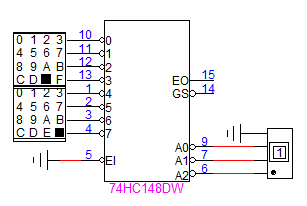 0 1 2 3 10 0
4 5 6 7 11 1
8 9 A B 12 2
C D F 13 3
0 1 2 3 1 4
4 5 6 7 2 5
8 9 A B 3 6
C D E 4 7
5 EI
EO 15
GS 14
A0 9
A1 7
A2 6
1
74HC148DW